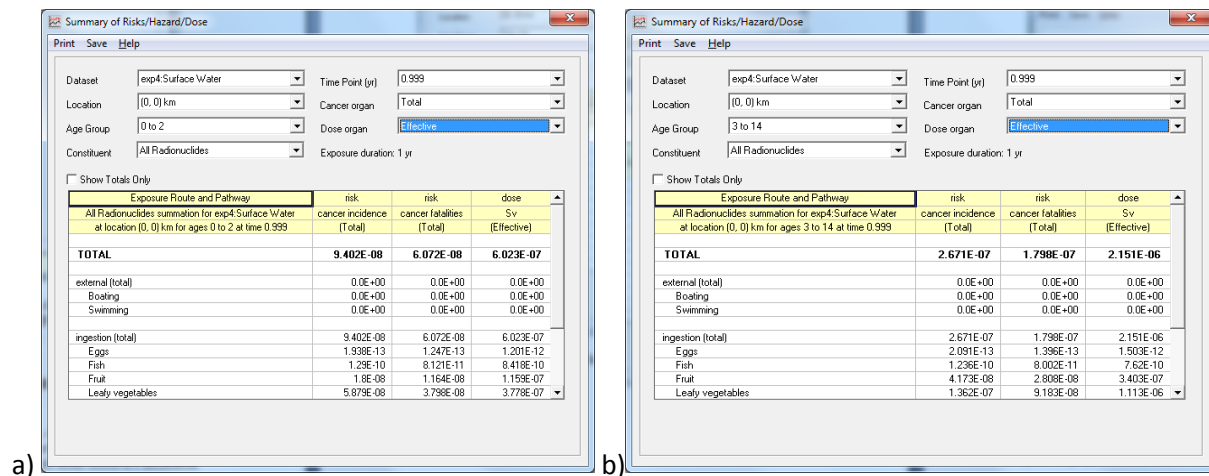 Summary of Risks/Hazard/Dose
Print Save Help
Dataset exp4:Surface Water Time Point (yr) 0.999
Location (0, 0) km Cancer organ Total
Age Group 0 to 2 Dose organ Effective
Constituent All Radionuclides Exposure duration: 1 yr
Show Totals Only
Exposure Route and Pathway risk risk dose
All Radionuclides summation for exp4:Surface Water cancer incidence cancer fatalities Sv
at location (0, 0) km for ages 0 to 2 at time 0.999 (Total) (Total) (Effective)
TOTAL 9.402E-08 6.072E-08 6.023E-07
external (total) 0.0E+00 0.0E+00 0.0E+00
Boating 0.0E+00 0.0E+00 0.0E+00
Swimming 0.0E+00 0.0E+00 0.0E+00
ingestion (total) 9.402E-08 6.072E-08 6.023E-07
Eggs 1.938E-13 1.247E-13 1.201E-12
Fish 1.29E-10 8.121E-11 8.418E-10
Fruit 1.8E-08 1.164E-08 1.159E-07
Leafy vegetables 5.879E-08 3.798E-08 3.778E-07
a)
Summary of Risks/Hazard/Dose
Print Save Help
Dataset exp4:Surface Water Time Point (yr) 0.999
Location (0, 0) km Cancer organ Total
Age Group 3 to 14 Dose organ Effective
Constituent All Radionuclides Exposure duration: 1 yr
Show Totals Only
Exposure Route and Pathway risk risk dose
All Radionuclides summation for exp4:Surface Water cancer incidence cancer fatalities Sv
at location (0, 0) km for ages 3 to 14 at time 0.999 (Total) (Total) (Effective)
TOTAL 2.671E-07 1.798E-07 2.151E-06
external (total) 0.0E+00 0.0E+00 0.0E+00
Boating 0.0E+00 0.0E+00 0.0E+00
Swimming 0.0E+00 0.0E+00 0.0E+00
ingestion (total) 2.671E-07 1.798E-07 2.151E-06
Eggs 2.091E-13 1.396E-13 1.503E-12
Fish 1.236E-10 8.002E-11 7.62E-10
Fruit 4.173E-08 2.808E-08 3.403E-07
Leafy vegetables 1.362E-07 9.183E-08 1.113E-06
b)